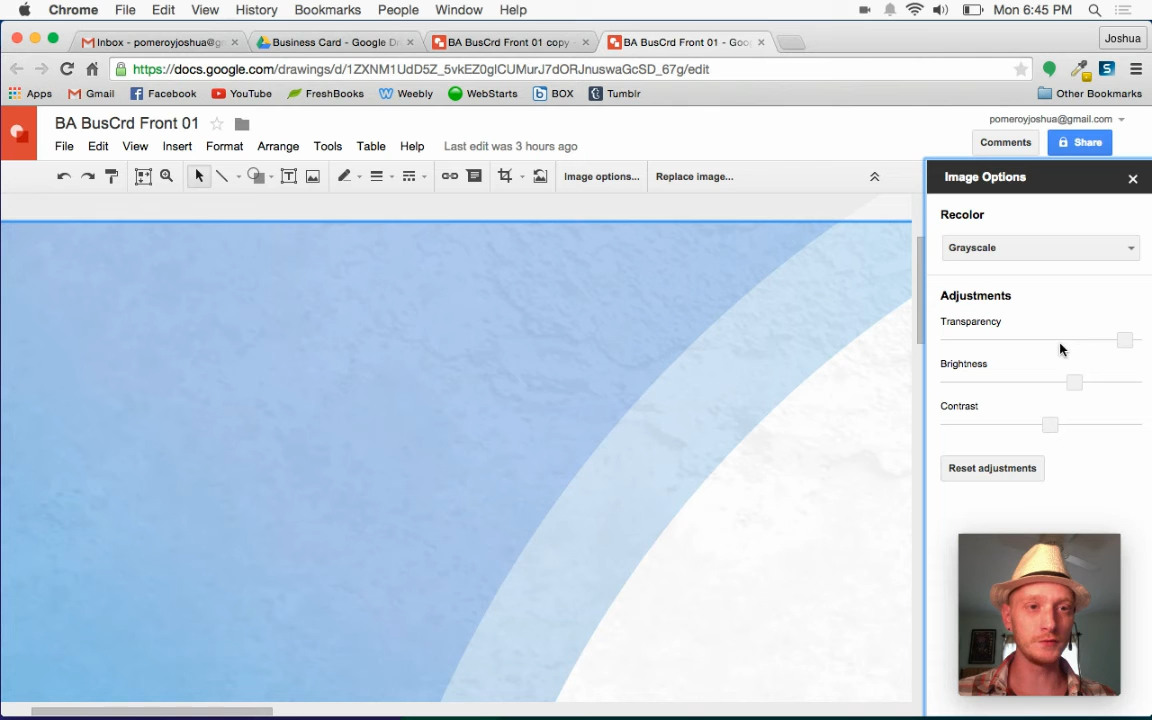 Chrome File Edit View History Bookmarks People Window Help Mon 6:45 PM
Inbox - pomeroyjoshua@g
Business Card - Google Dr
BA BusCrd Front 01 copy
BA BusCrd Front 01 - Goo
Joshua
https://docs.google.com/drawings/d/
Apps Gmail Facebook YouTube FreshBooks Weebly WebStarts BOX Tumblr Other Bookmarks
BA BusCrd Front 01
pomeroyjoshua@gmail.com
File Edit View Insert Format Arrange Tools Table Help Last edit was 3 hours ago
Comments
Share
Image options... Replace image...
Image Options
Recolor
Grayscale
Adjustments
Transparency
Brightness
Contrast
Reset adjustments